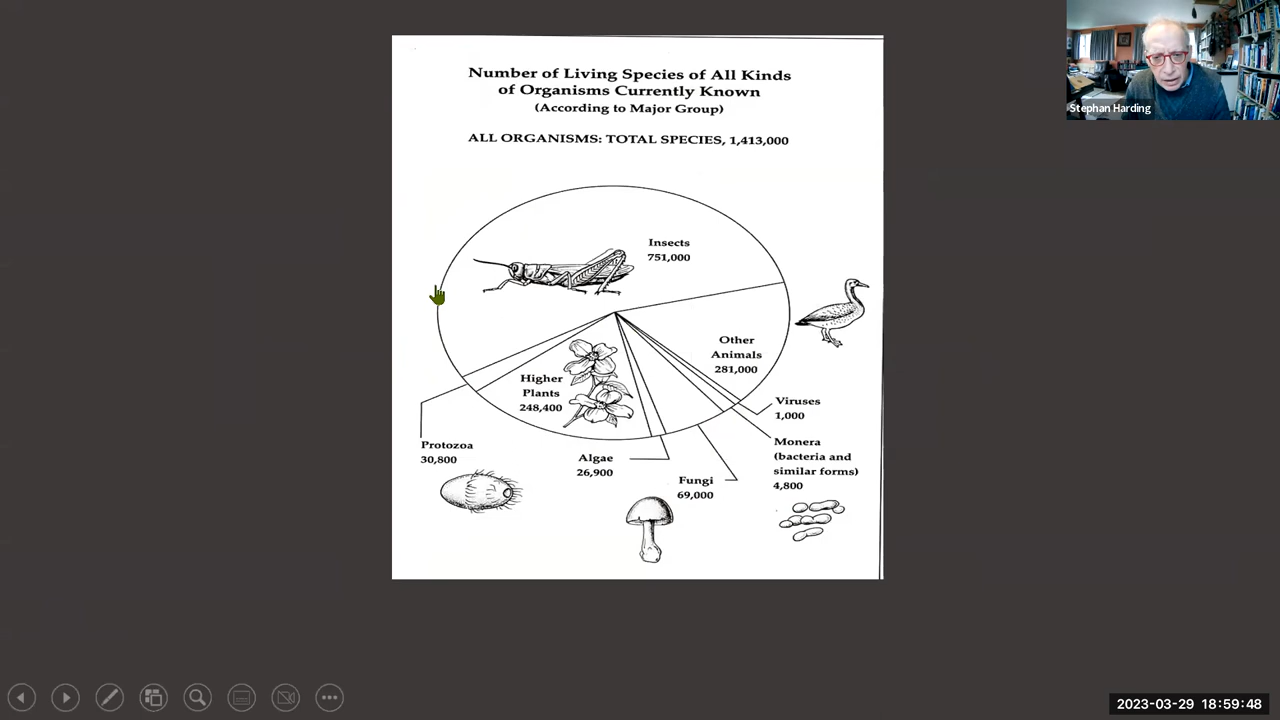 Number of Living Species of All Kinds
of Organisms Currently Known
(According to Major Group)
ALL ORGANISMS: TOTAL SPECIES, 1,413,000
Insects
751,000
Other
Animals
281,000
Higher
Plants
248,400
Viruses
1,000
Protozoa
30,800
Algae
26,900
Fungi
69,000
Monera
(bacteria and
similar forms)
4,800
Stephan Harding
2023-03-29 18:59:48